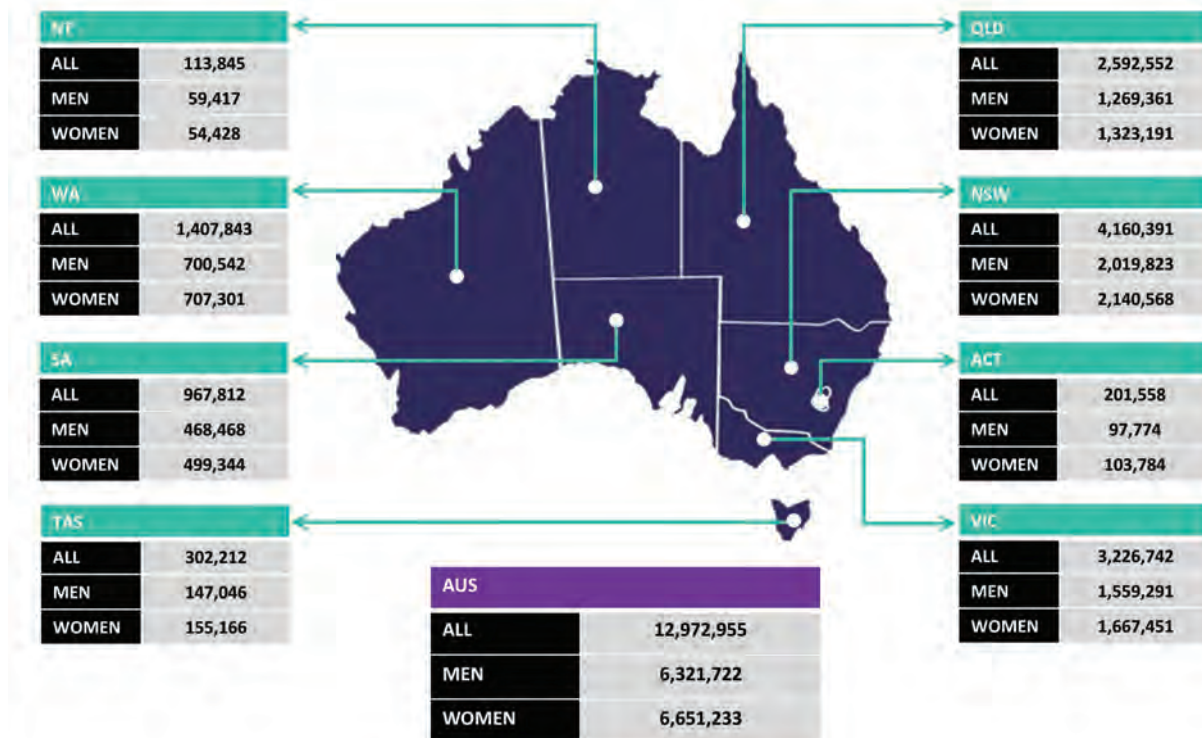 NT
ALL 113,845
MEN 59,417
WOMEN 54,428
WA
ALL 1,407,843
MEN 700,542
WOMEN 707,301
SA
ALL 967,812
MEN 468,468
WOMEN 499,344
TAS
ALL 302,212
MEN 147,046
WOMEN 155,166
AUS
ALL 12,972,955
MEN 6,321,722
WOMEN 6,651,233
QLD
ALL 2,592,552
MEN 1,269,361
WOMEN 1,323,191
NSW
ALL 4,160,391
MEN 2,019,823
WOMEN 2,140,568
ACT
ALL 201,558
MEN 97,774
WOMEN 103,784
VIC
ALL 3,226,742
MEN 1,559,291
WOMEN 1,667,451